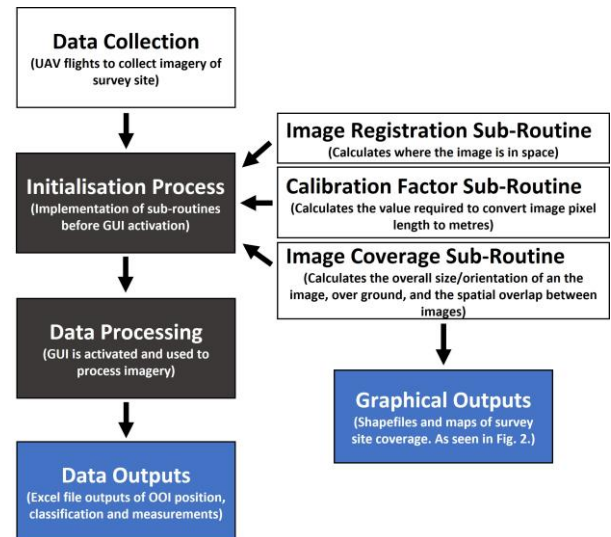 Data Collection
(UAV flights to collect imagery of
survey site)
Image Registration Sub-Routine
(Calculates where the image is in space)
Initialisation Process
(Implementation of sub-routines
before GUI activation)
Calibration Factor Sub-Routine
(Calculates the value required to convert image pixel
length to metres)
Image Coverage Sub-Routine
(Calculates the overall size/orientation of an the
image, over ground, and the spatial overlap between
images)
Data Processing
(GUI is activated and used to
process imagery)
Graphical Outputs
(Shapefiles and maps of survey
site coverage. As seen in Fig. 2.)
Data Outputs
(Excel file outputs of OOI position,
classification and measurements)